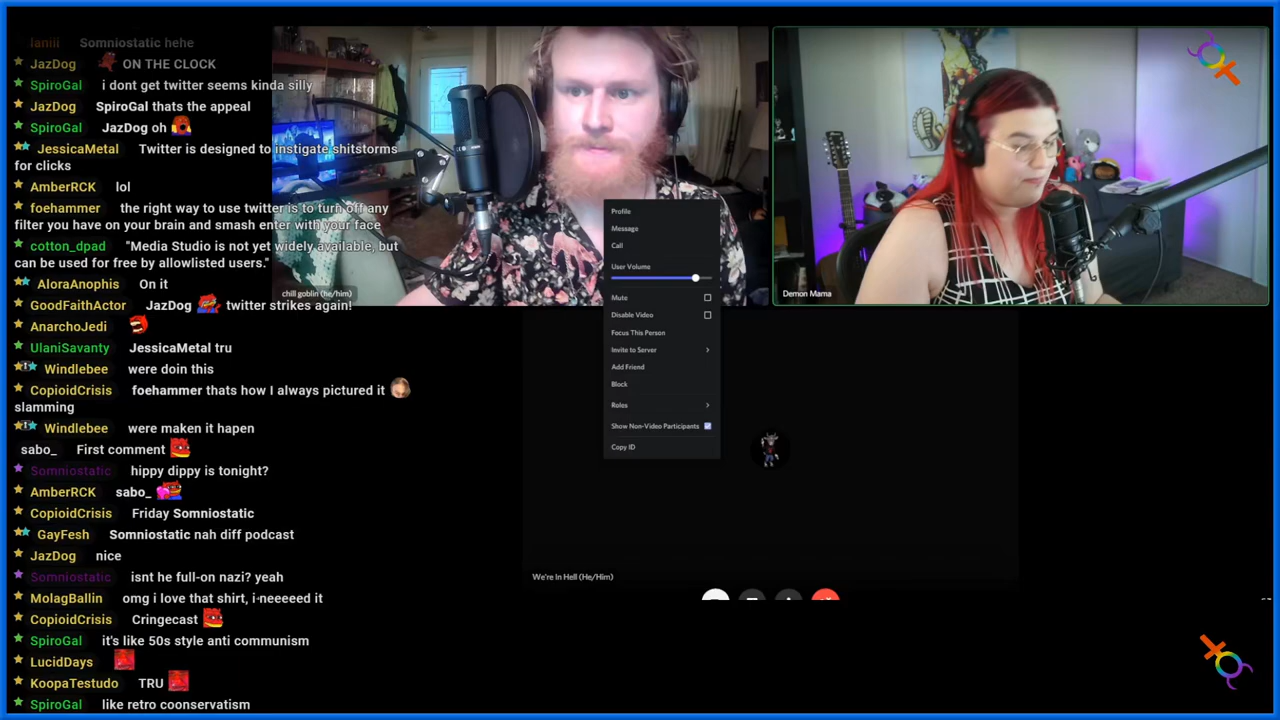 laniii Somniostatic hehe
JazDog ON THE CLOCK
SpiroGal i dont get twitter seems kinda silly
JazDog SpiroGal thats the appeal
SpiroGal JazDog oh
JessicaMetal Twitter is designed to instigate shitstorms
for clicks
AmberRCK lol
foehammer the right way to use twitter is to turn off any
filter you have on your brain and smash enter with your face
cotton_dpad "Media Studio is not yet widely available, but
can be used for free by allowlisted users."
AloraAnophis On it
GoodFaithActor JazDog twitter strikes again!
AnarchoJedi
UlaniSavanty JessicaMetal tru
Windlebee were doin this
CopioidCrisis foehammer thats how I always pictured it
slamming
Windlebee were maken it hapen
sabo_ First comment
Somniostatic hippy dippy is tonight?
AmberRCK sabo_
CopioidCrisis Friday Somniostatic
GayFesh Somniostatic nah diff podcast
JazDog nice
Somniostatic isnt he full-on nazi? yeah
MolagBallin omg i love that shirt, i-neeeeed it
CopioidCrisis Cringecast
SpiroGal it's like 50s style anti communism
LucidDays
KoopaTestudo TRU
SpiroGal like retro coonservatism
chill goblin (he/him)
Profile
Message
Call
User Volume
Mute
Disable Video
Focus This Person
Invite to Server
Add Friend
Block
Roles
Show Non-Video Participants
Copy ID
Demon Mama
We're In Hell (He/Him)